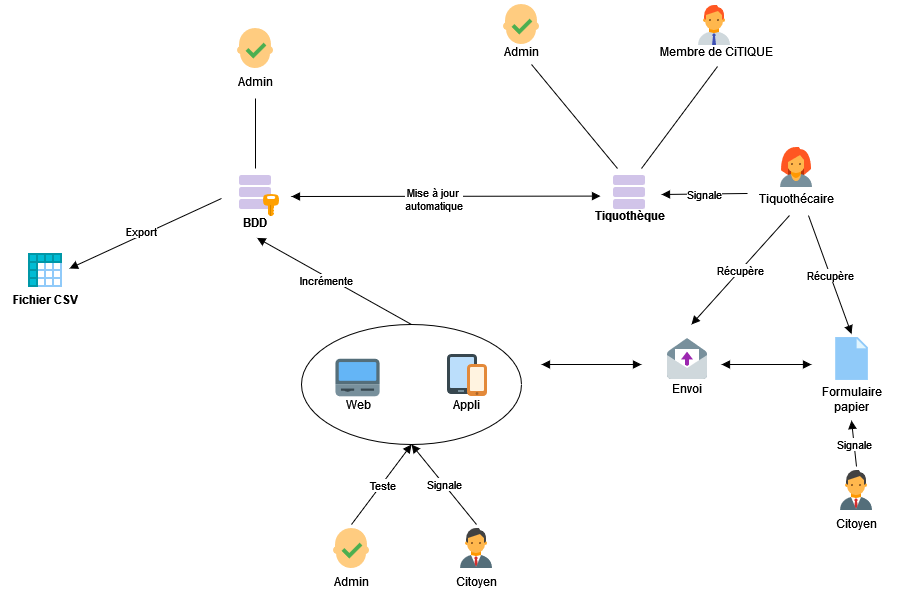 Admin
Membre de CiTIQUE
Admin
Mise à jour
automatique
Signale
Tiquothécaire
BDD
Tiquothèque
Export
Incrémente
Récupère
Récupère
Fichier CSV
Web
Appli
Envoi
Formulaire
papier
Signale
Teste
Signale
Citoyen
Admin
Citoyen